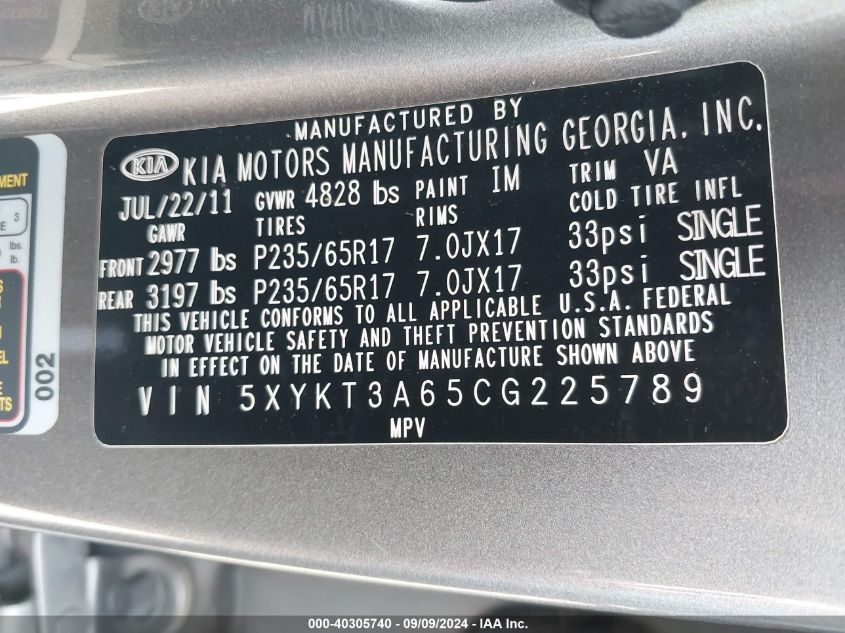 MANUFACTURED BY
KIA KIA MOTORS MANUFACTURING GEORGIA, INC.
JUL/22/11 GVWR 4828 lbs PAINT IM TRIM VA
GAWR TIRES RIMS COLD TIRE INFL
FRONT 2977 lbs P235/65R17 7.0JX17 33psi SINGLE
REAR 3197 lbs P235/65R17 7.0JX17 33psi SINGLE
THIS VEHICLE CONFORMS TO ALL APPLICABLE U.S.A. FEDERAL
MOTOR VEHICLE SAFETY AND THEFT PREVENTION STANDARDS
IN EFFECT ON THE DATE OF MANUFACTURE SHOWN ABOVE
VIN 5XYKT3A65CG225789
MPV
3
lbs.
002
000-40305740 - 09/09/2024 - IAA Inc.